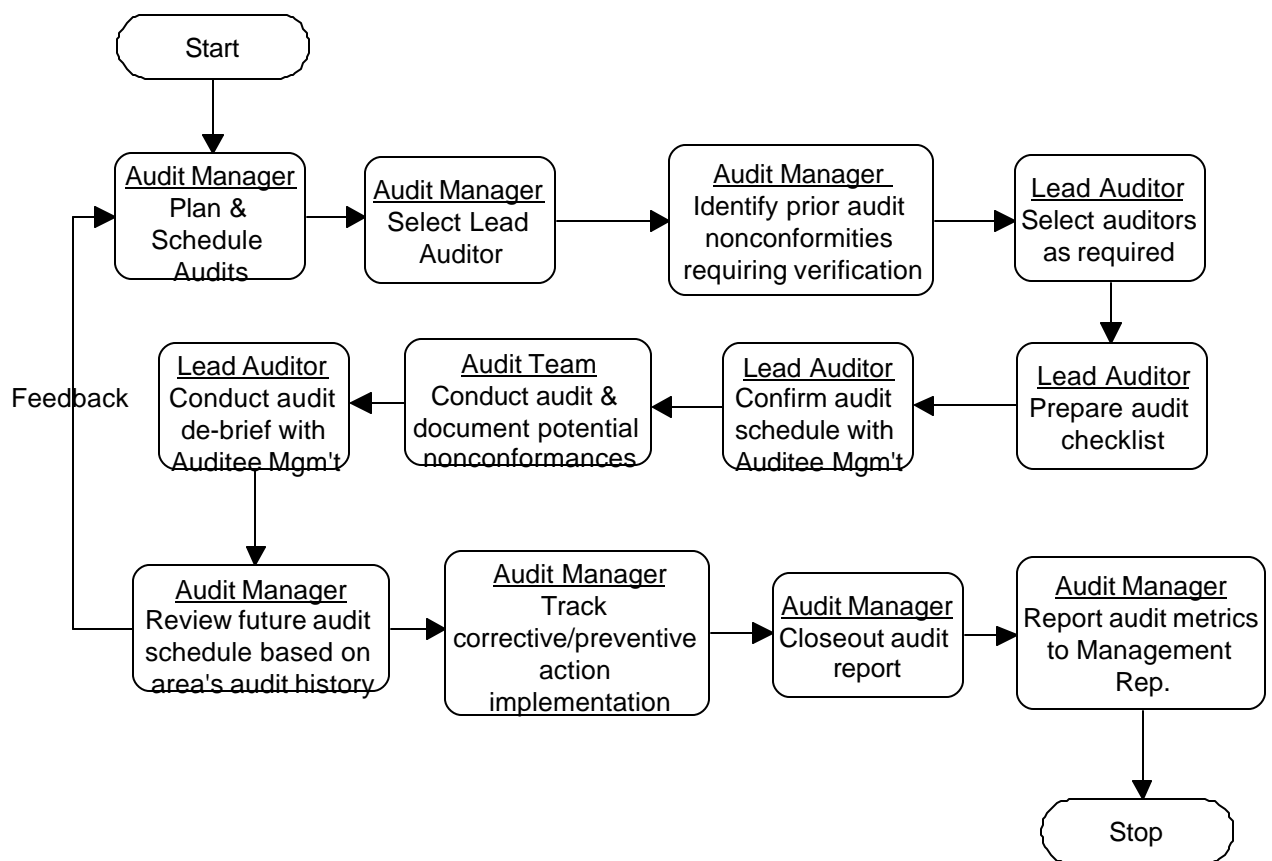 Start
Audit Manager
Plan &
Schedule
Audits
Audit Manager
Select Lead
Auditor
Audit Manager
Identify prior audit
nonconformities
requiring verification
Lead Auditor
Select auditors
as required
Lead Auditor
Prepare audit
checklist
Lead Auditor
Confirm audit
schedule with
Auditee Mgm't
Audit Team
Conduct audit &
document potential
nonconformances
Lead Auditor
Conduct audit
de-brief with
Auditee Mgm't
Feedback
Audit Manager
Review future audit
schedule based on
area's audit history
Audit Manager
Track
corrective/preventive
action
implementation
Audit Manager
Closeout audit
report
Audit Manager
Report audit metrics
to Management
Rep.
Stop